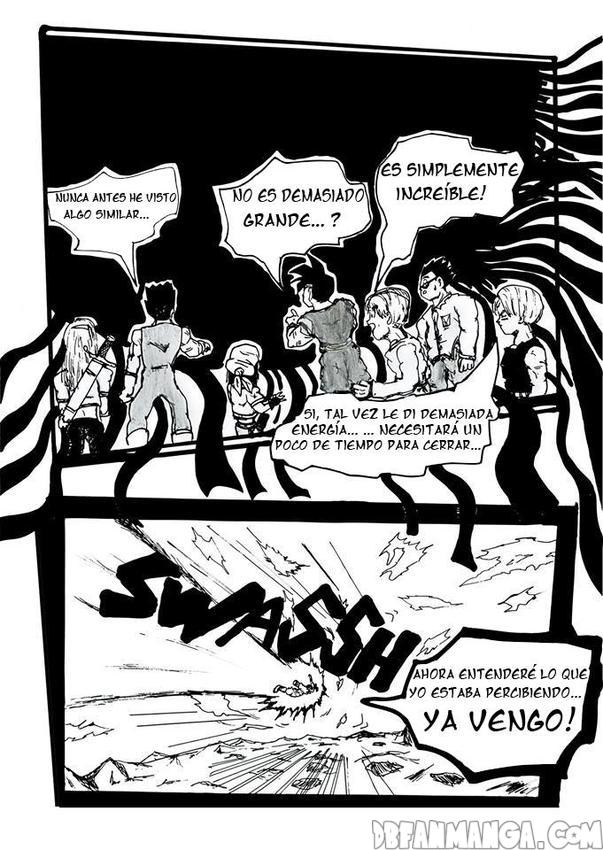 NUNCA ANTES HE VISTO
ALGO SIMILAR...
NO ES DEMASIADO
GRANDE... ?
ES SIMPLEMENTE
INCREÍBLE!
SI, TAL VEZ LE DI DEMASIADA
ENERGÍA... ... NECESITARÁ UN
POCO DE TIEMPO PARA CERRAR...
SWASSH
AHORA ENTENDERÉ LO QUE
YO ESTABA PERCIBIENDO...
YA VENGO!
DBFANMANGA.COM